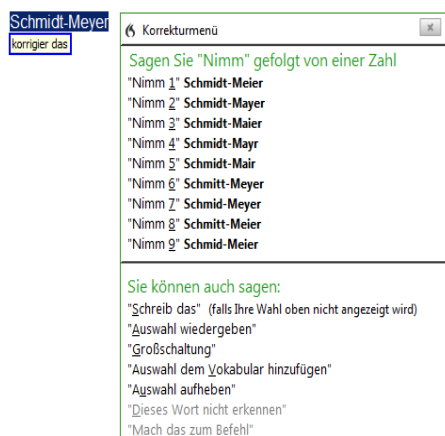 Schmidt-Meyer
korrigier das
Korrekturmenü
x
Sagen Sie "Nimm" gefolgt von einer Zahl
"Nimm 1" Schmidt-Meier
"Nimm 2" Schmidt-Mayer
"Nimm 3" Schmidt-Maier
"Nimm 4" Schmidt-Mayr
"Nimm 5" Schmidt-Mair
"Nimm 6" Schmitt-Meyer
"Nimm 7" Schmid-Meyer
"Nimm 8" Schmitt-Meier
"Nimm 9" Schmid-Meier
Sie können auch sagen:
"Schreib das" (falls Ihre Wahl oben nicht angezeigt wird)
"Auswahl wiedergeben"
"Großschaltung"
"Auswahl dem Vokabular hinzufügen"
"Auswahl aufheben"
"Dieses Wort nicht erkennen"
"Mach das zum Befehl"